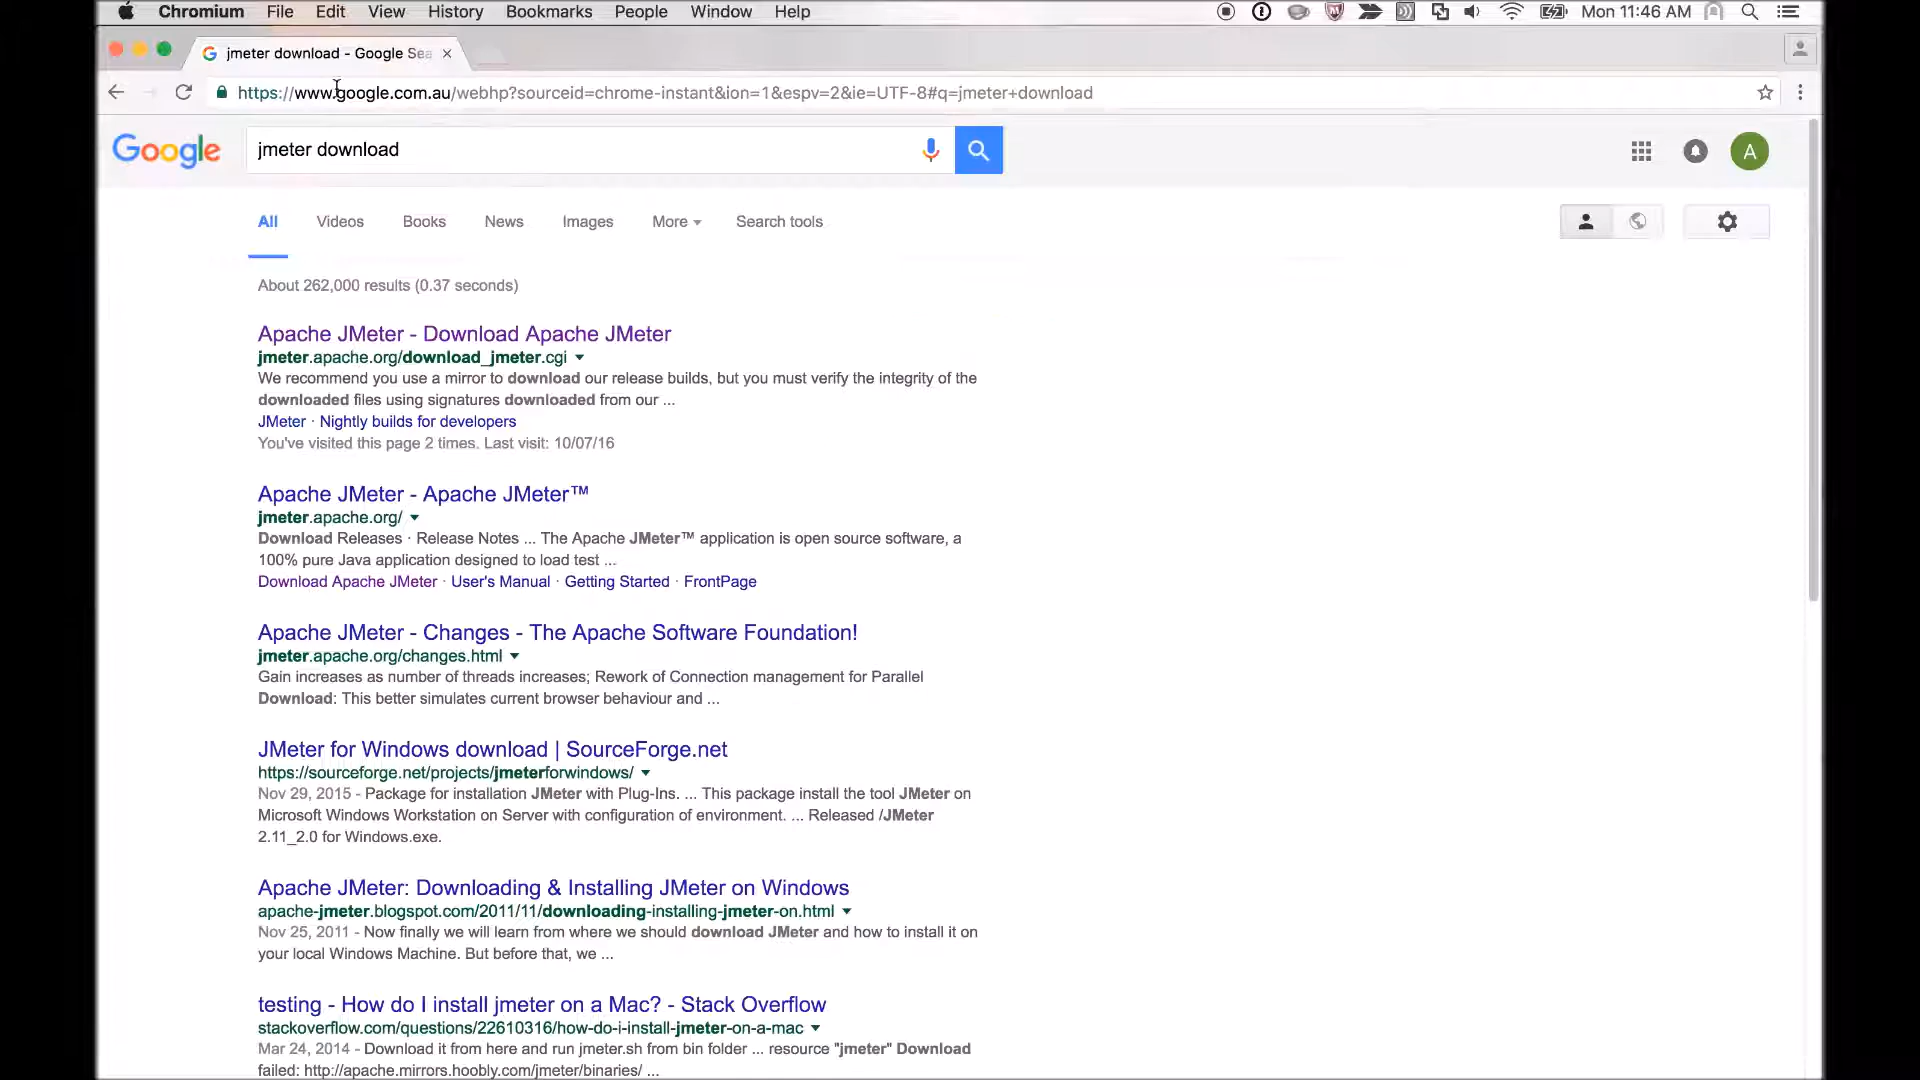 Chromium File Edit View History Bookmarks People Window Help Mon 11:46 AM
jmeter download - Google Sea
https://www.google.com.au/webhp?sourceid=chrome-instant&ion=1&espv=2&ie=UTF-8#q=jmeter+download
Google jmeter download A
All Videos Books News Images More Search tools
About 262,000 results (0.37 seconds)
Apache JMeter - Download Apache JMeter
jmeter.apache.org/download_jmeter.cgi
We recommend you use a mirror to download our release builds, but you must verify the integrity of the
downloaded files using signatures downloaded from our ...
JMeter · Nightly builds for developers
You've visited this page 2 times. Last visit: 10/07/16
Apache JMeter - Apache JMeter™
jmeter.apache.org/
Download Releases · Release Notes ... The Apache JMeter™ application is open source software, a
100% pure Java application designed to load test ...
Download Apache JMeter · User's Manual · Getting Started · FrontPage
Apache JMeter - Changes - The Apache Software Foundation!
jmeter.apache.org/changes.html
Gain increases as number of threads increases; Rework of Connection management for Parallel
Download: This better simulates current browser behaviour and ...
JMeter for Windows download | SourceForge.net
https://sourceforge.net/projects/jmeterforwindows/
Nov 29, 2015 - Package for installation JMeter with Plug-Ins. ... This package install the tool JMeter on
Microsoft Windows Workstation on Server with configuration of environment. ... Released /JMeter
2.11_2.0 for Windows.exe.
Apache JMeter: Downloading & Installing JMeter on Windows
apache-jmeter.blogspot.com/2011/11/downloading-installing-jmeter-on.html
Nov 25, 2011 - Now finally we will learn from where we should download JMeter and how to install it on
your local Windows Machine. But before that, we ...
testing - How do I install jmeter on a Mac? - Stack Overflow
stackoverflow.com/questions/22610316/how-do-i-install-jmeter-on-a-mac
Mar 24, 2014 - Download it from here and run jmeter.sh from bin folder ... resource "jmeter" Download
failed: http://apache.mirrors.hoobly.com/jmeter/binaries/ ...